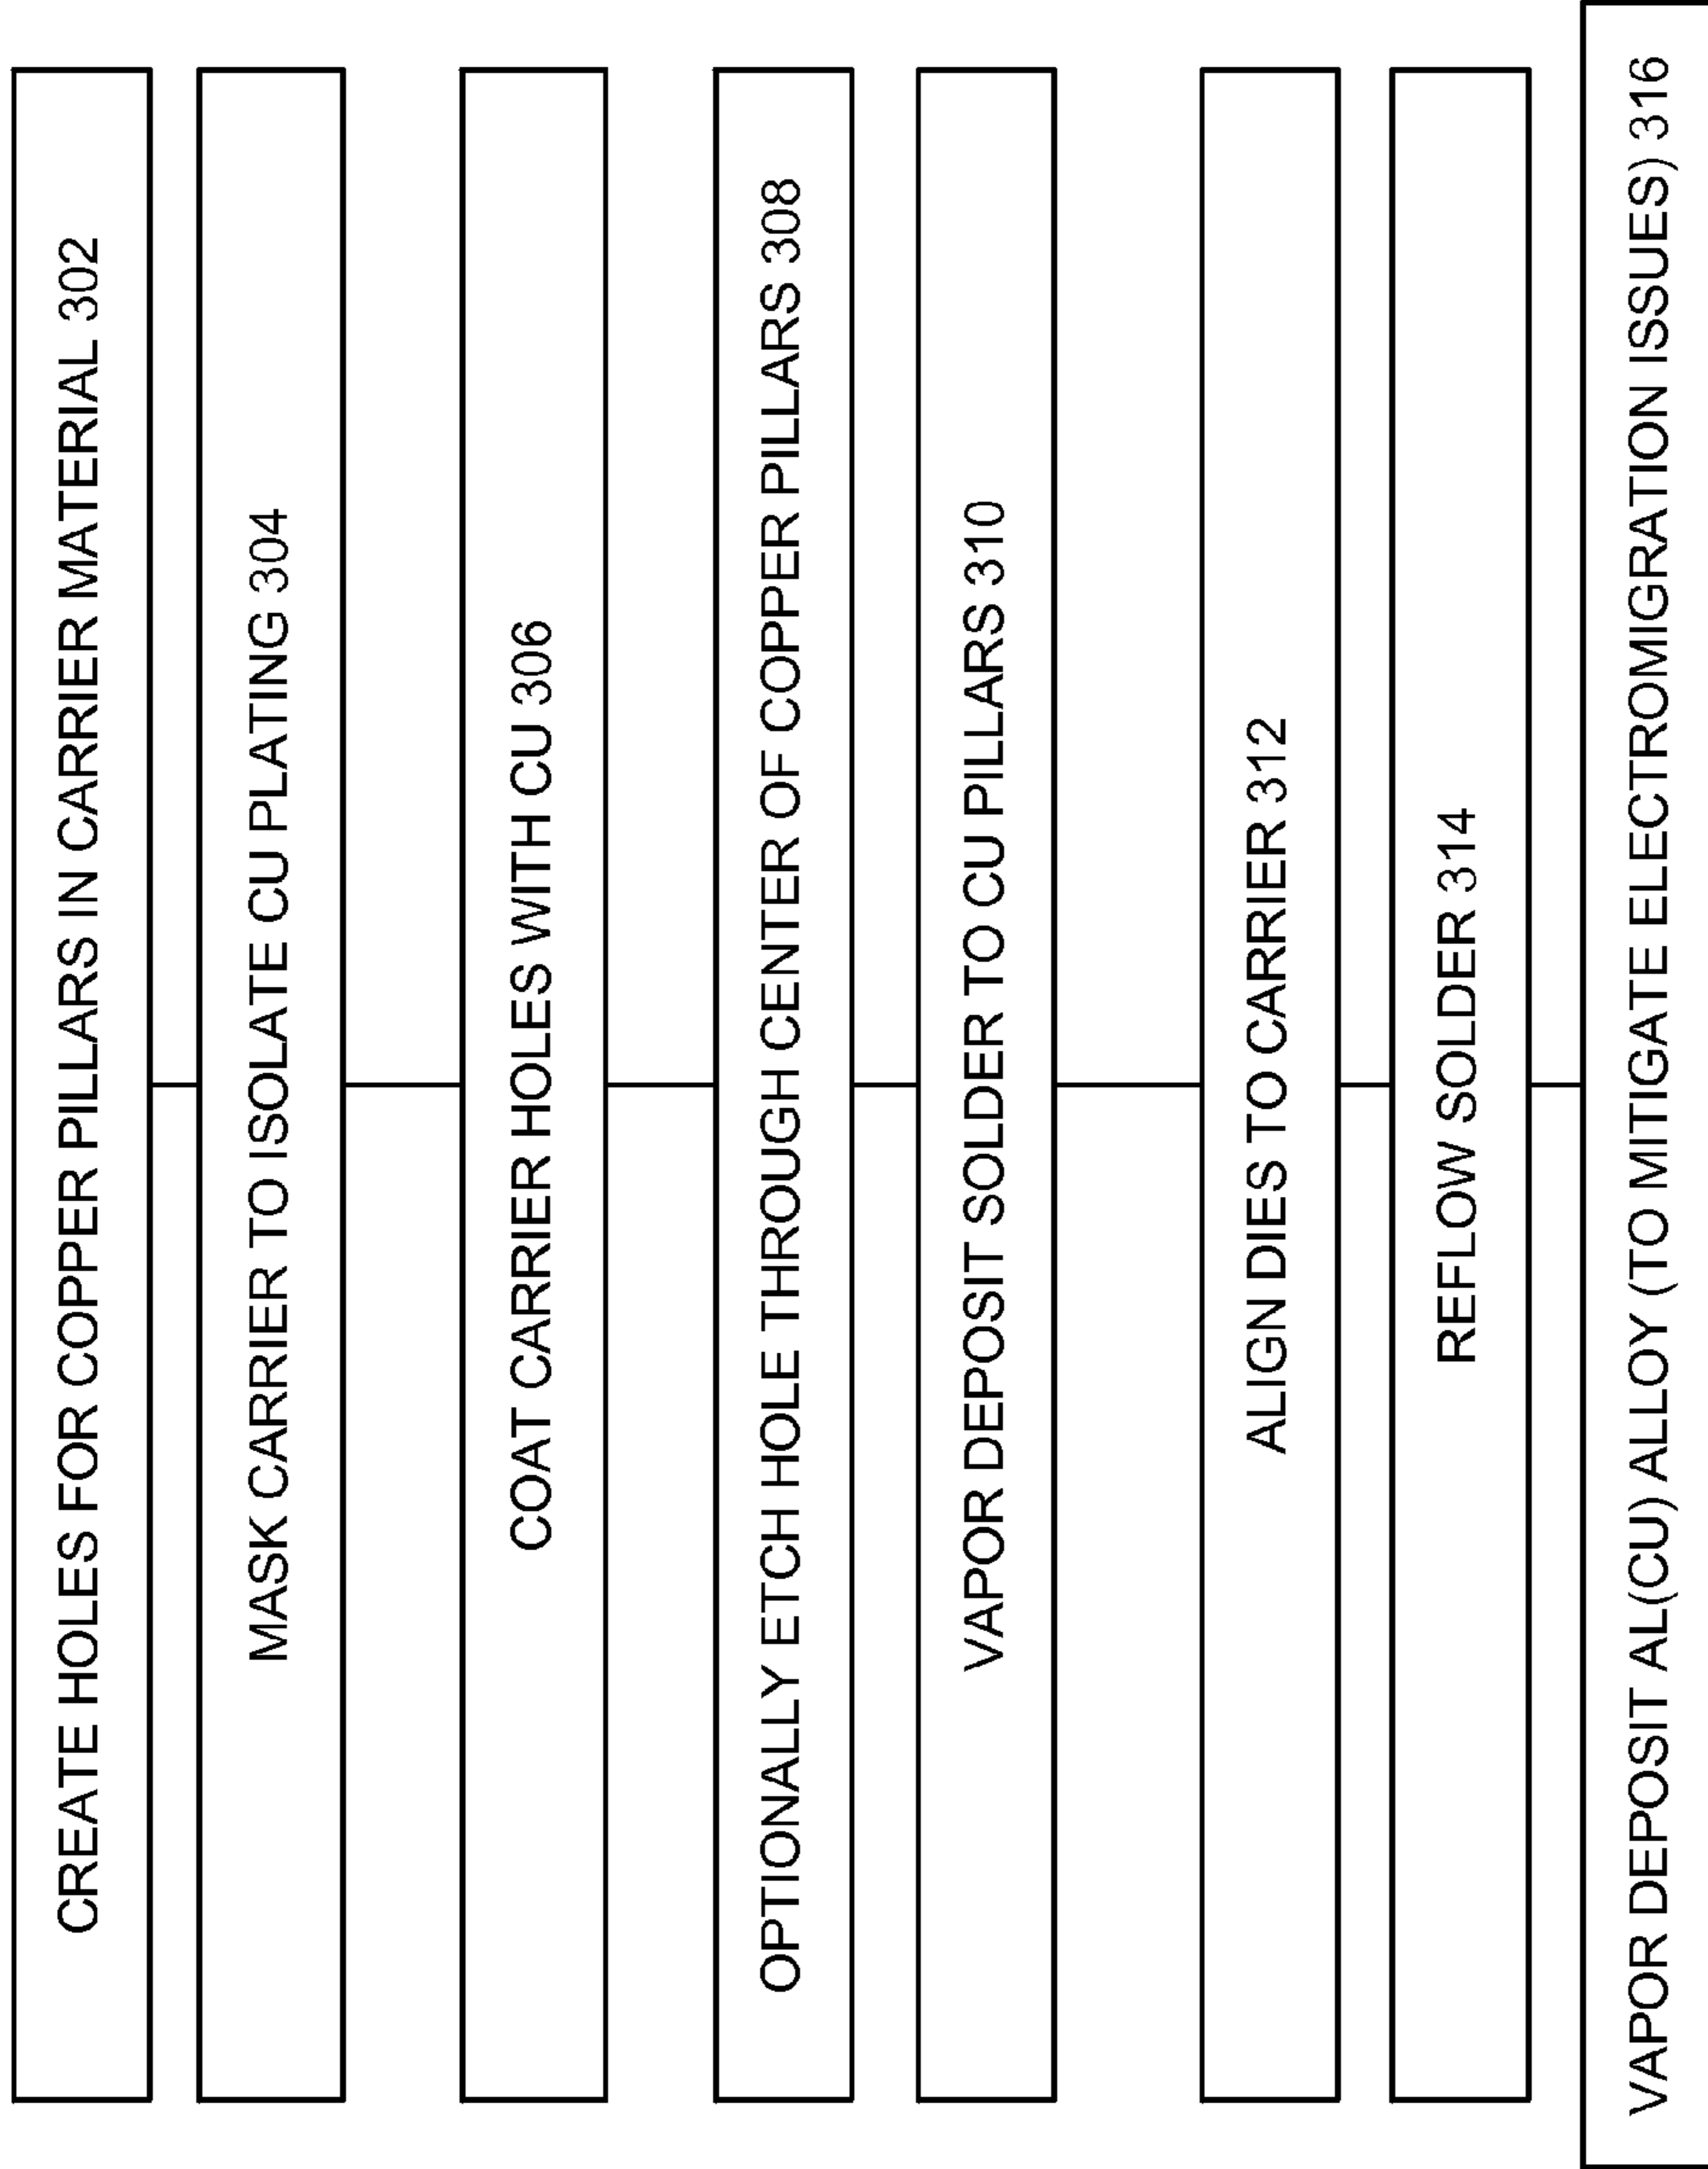 CREATE HOLES FOR COPPER PILLARS IN CARRIER MATERIAL 302
MASK CARRIER TO ISOLATE CU PLATING 304
COAT CARRIER HOLES WITH CU 306
OPTIONALLY ETCH HOLE THROUGH CENTER OF COPPER PILLARS 308
VAPOR DEPOSIT SOLDER TO CU PILLARS 310
ALIGN DIES TO CARRIER 312
REFLOW SOLDER 314
VAPOR DEPOSIT AL(CU) ALLOY (TO MITIGATE ELECTROMIGRATION ISSUES) 316